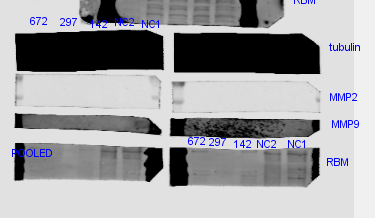 RBM
672 297 142 NC2 NC1
tubulin
MMP2
MMP9
672 297 142 NC2 NC1
POOLED
RBM